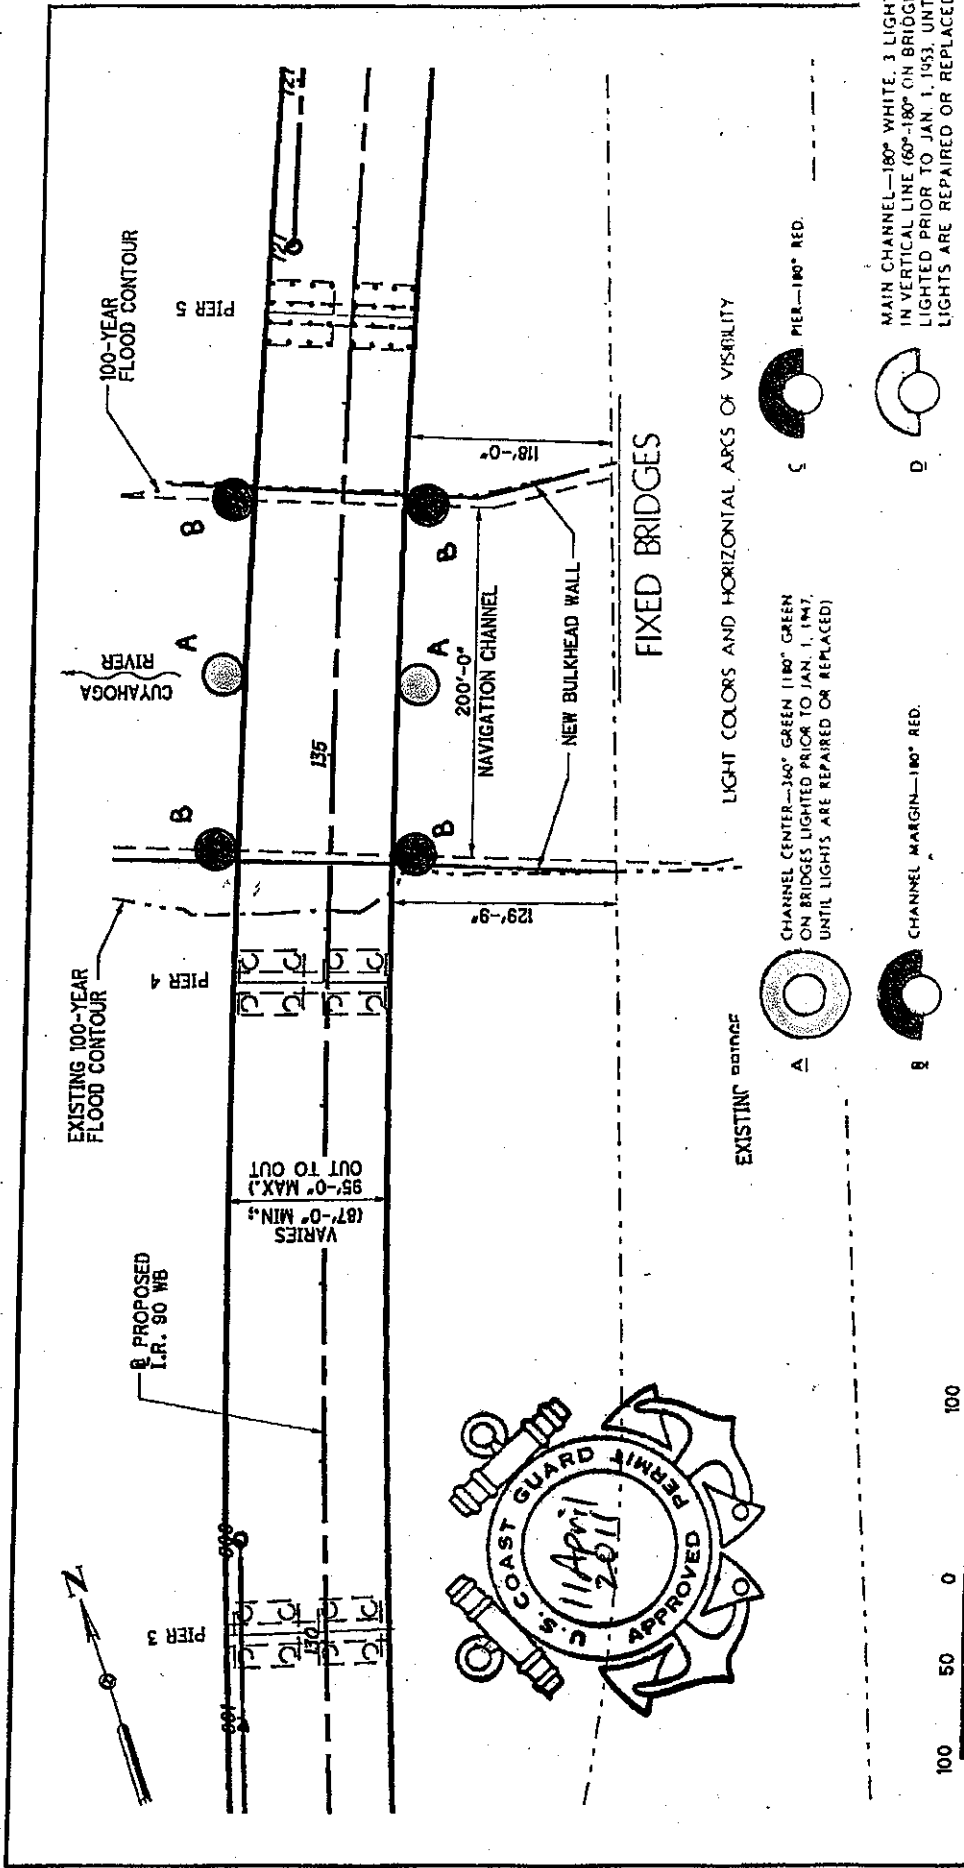 100-YEAR
FLOOD CONTOUR
PIER 5
CUYAHOGA
RIVER
B
A
B
B
A
B
135
118'-0"
200'-0"
NAVIGATION CHANNEL
NEW BULKHEAD WALL
129'-9"
EXISTING 100-YEAR
FLOOD CONTOUR
PIER 4
VARIES
(87'-0" MIN.;
95'-0" MAX.)
OUT TO OUT
PROPOSED
I.R. 90 WB
N
PIER 3
130
U.S. COAST GUARD PERMIT
APPROVED
11 April
2011
FIXED BRIDGES
LIGHT COLORS AND HORIZONTAL ARCS OF VISIBILITY
EXISTING
A
CHANNEL CENTER—360° GREEN (180° GREEN
ON BRIDGES LIGHTED PRIOR TO JAN. 1, 1947,
UNTIL LIGHTS ARE REPAIRED OR REPLACED)
B
CHANNEL MARGIN—180° RED.
C
PIER—180° RED.
D
MAIN CHANNEL—180° WHITE, 3
IN VERTICAL LINE (60°-180° ON
LIGHTED PRIOR TO JAN. 1, 1953,
LIGHTS ARE REPAIRED OR
100
50
0
100